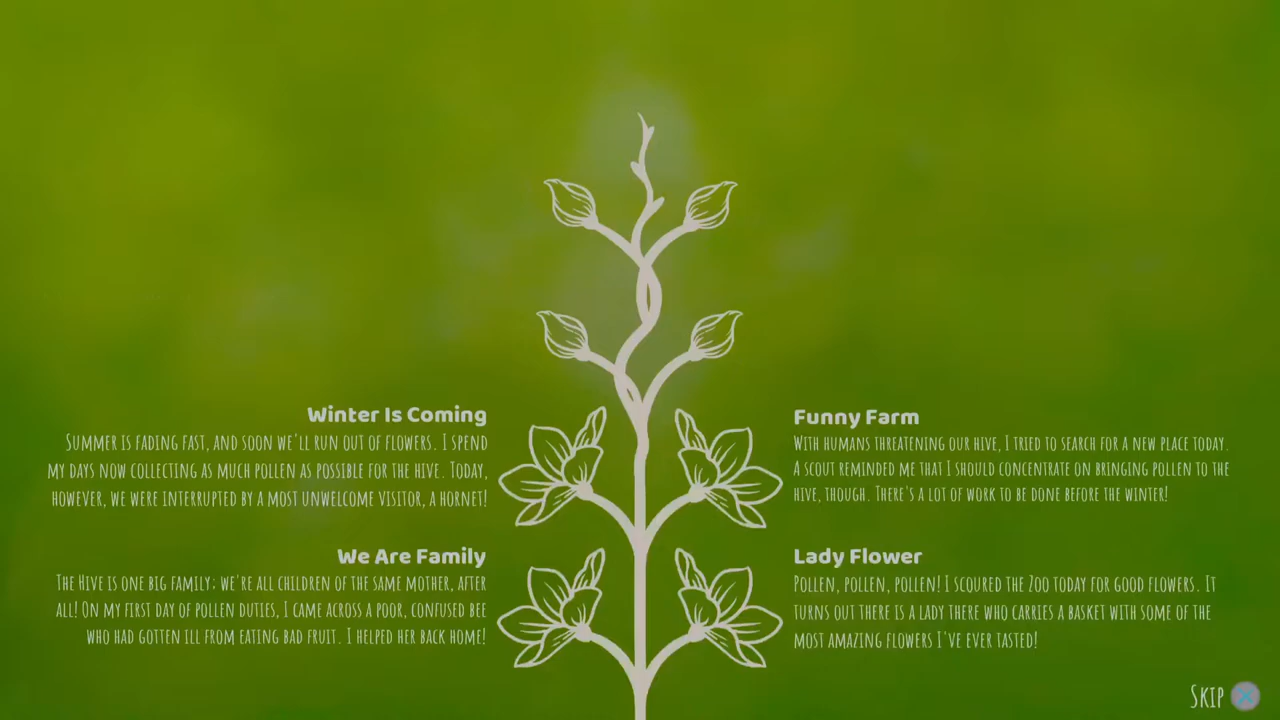 Winter Is Coming
Summer is fading fast, and soon we'll run out of flowers. I spend
my days now collecting as much pollen as possible for the hive. Today,
however, we were interrupted by a most unwelcome visitor, a hornet!
Funny Farm
With humans threatening our hive, I tried to search for a new place today.
A scout reminded me that I should concentrate on bringing pollen to the
hive, though. There's a lot of work to be done before the winter!
We Are Family
The Hive is one big family; we're all children of the same mother, after
all! On my first day of pollen duties, I came across a poor, confused bee
who had gotten ill from eating bad fruit. I helped her back home!
Lady Flower
Pollen, pollen, pollen! I scoured the Zoo today for good flowers. It
turns out there is a lady there who carries a basket with some of the
most amazing flowers I've ever tasted!
Skip